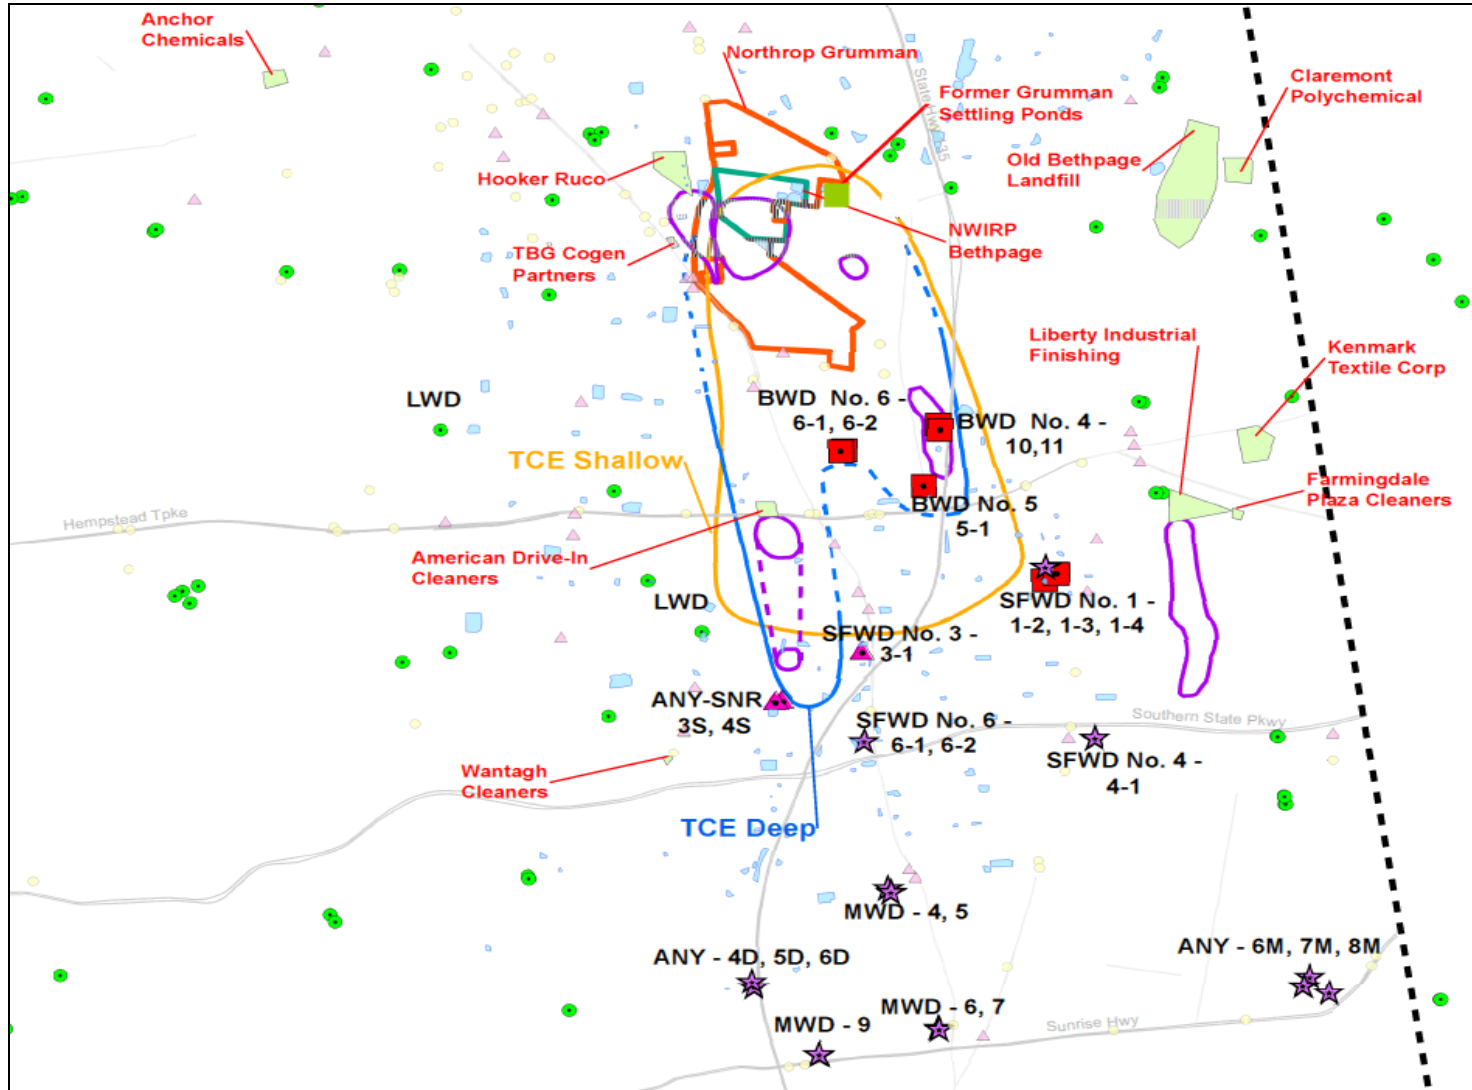 Anchor
Chemicals
Northrop Grumman
State Hwy 135
Former Grumman
Settling Ponds
Claremont
Polychemical
Old Bethpage
Landfill
Hooker Ruco
TBG Cogen
Partners
NWIRP
Bethpage
Liberty Industrial
Finishing
Kenmark
Textile Corp
LWD
BWD No. 6 -
6-1, 6-2
BWD No. 4 -
10,11
TCE Shallow
Farmingdale
Plaza Cleaners
Hempstead Tpke
BWD No. 5
5-1
American Drive-In
Cleaners
LWD
SFWD No. 1 -
1-2, 1-3, 1-4
SFWD No. 3 -
3-1
ANY-SNR
3S, 4S
SFWD No. 6 -
6-1, 6-2
Southern State Pkwy
SFWD No. 4 -
4-1
Wantagh
Cleaners
TCE Deep
MWD - 4, 5
ANY - 4D, 5D, 6D
ANY - 6M, 7M, 8M
MWD - 6, 7
MWD - 9
Sunrise Hwy